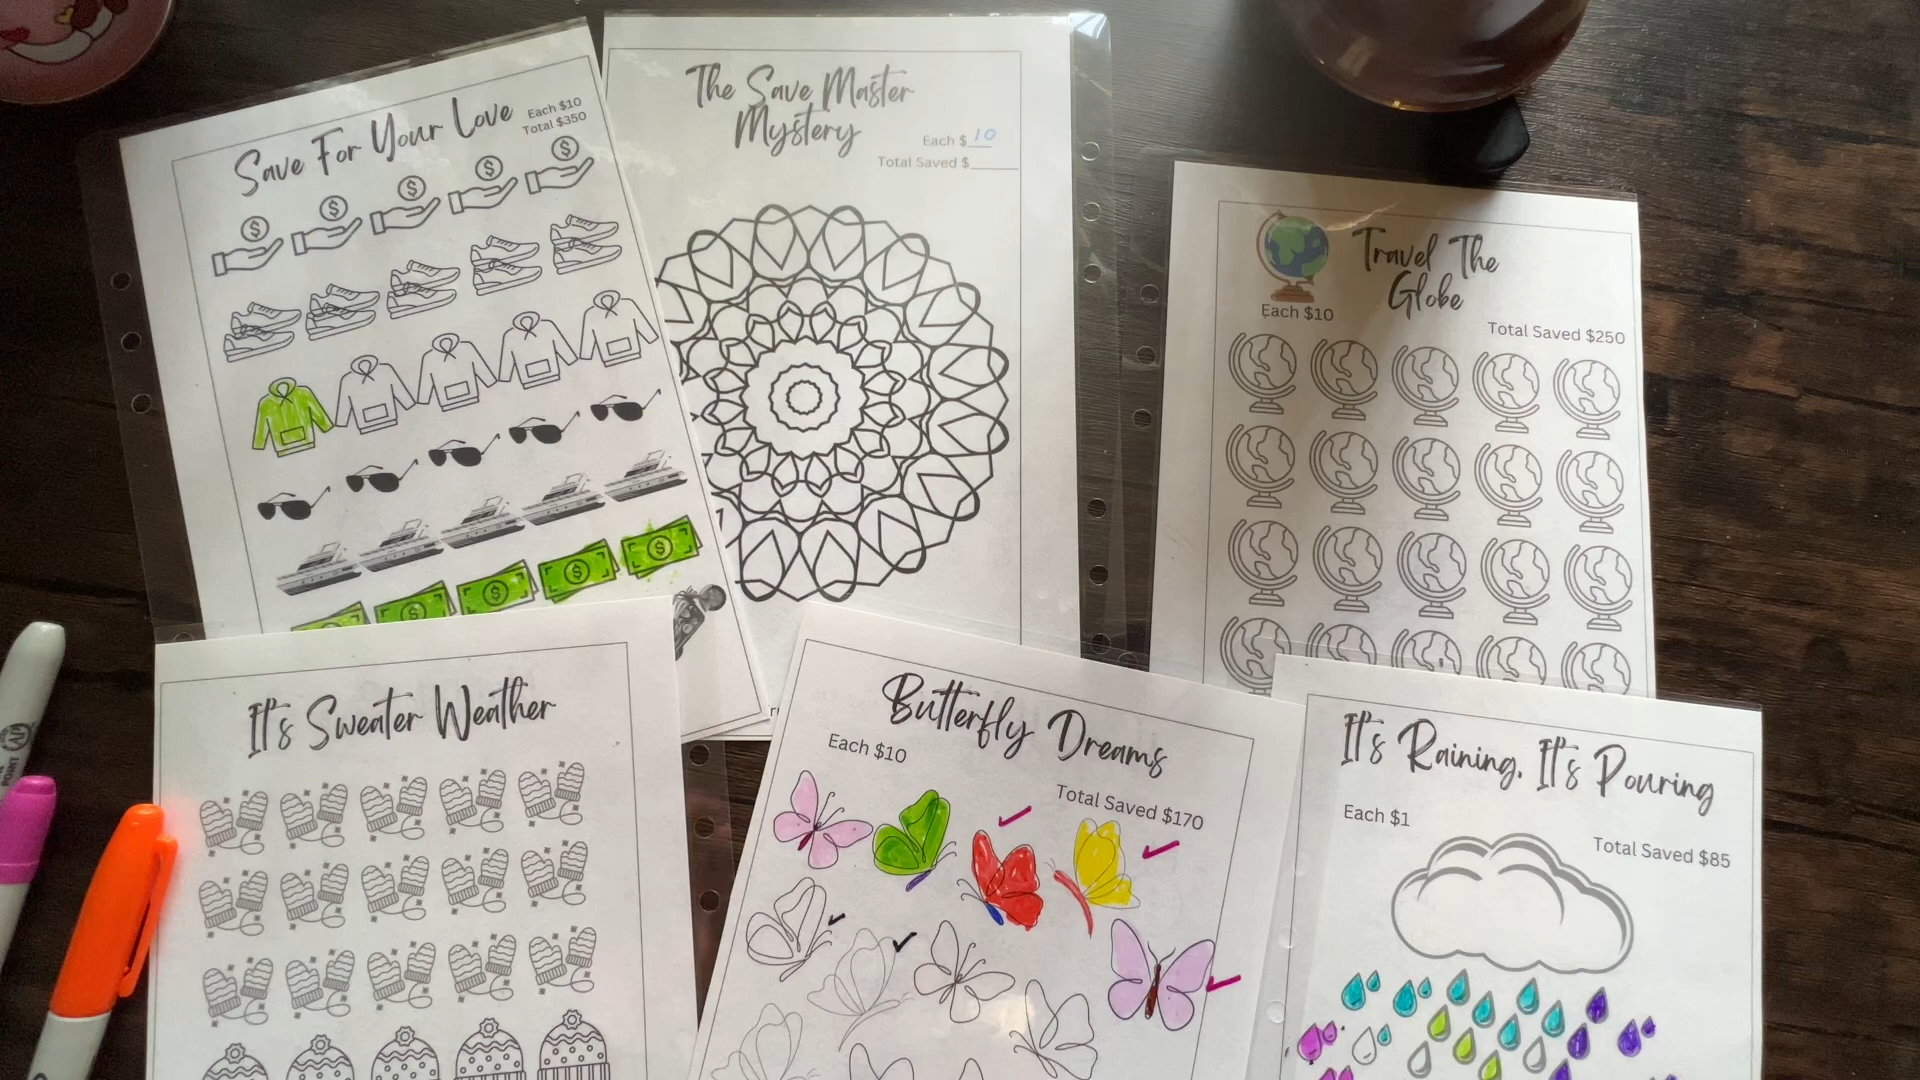 Save For Your Love
Each $10
Total $350
The Save Master
Mystery
Each $ 10
Total Saved $
Travel The
Globe
Each $10
Total Saved $250
It's Sweater Weather
Butterfly Dreams
Each $10
Total Saved $170
It's Raining, It's Pouring
Each $1
Total Saved $85